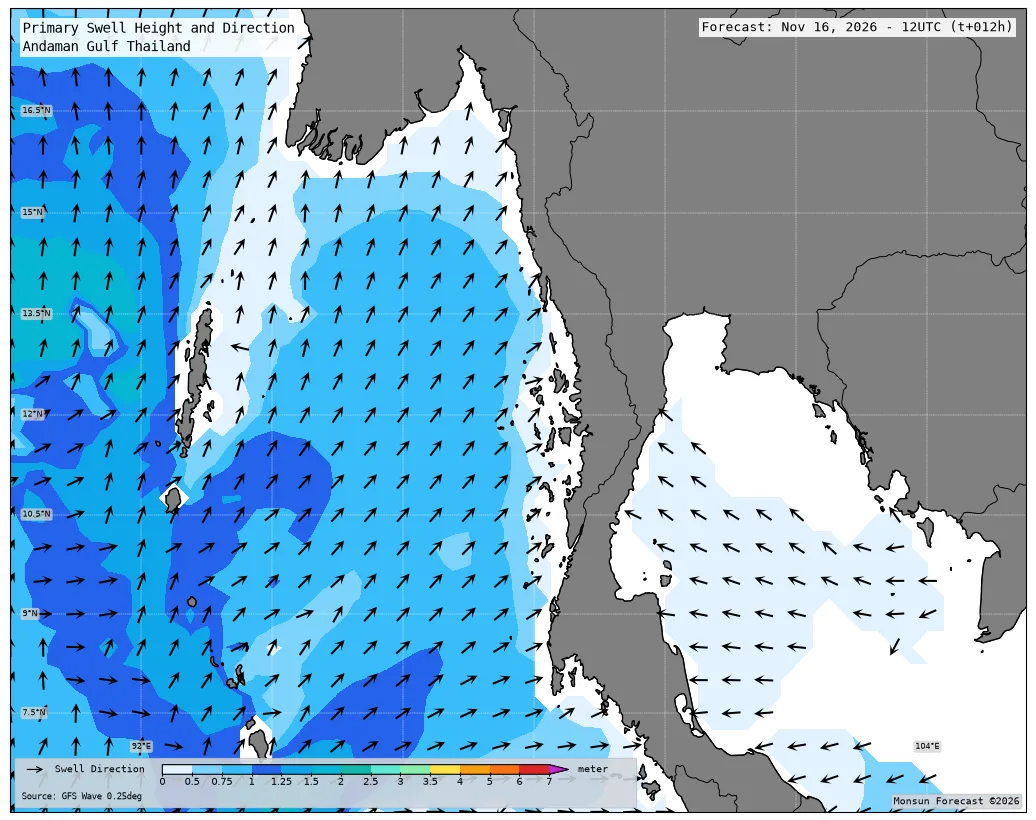 Primary Swell Height and Direction
Andaman Gulf Thailand
Forecast: Nov 16, 2026 - 12UTC (t+012h)
16.5°N
15°N
13.5°N
12°N
10.5°N
9°N
7.5°N
92°E
104°E
Swell Direction
0 0.5 0.75 1 1.25 1.5 2 2.5 3 3.5 4 5 6 7
meter
Source: GFS Wave 0.25deg
Monsun Forecast ©2026